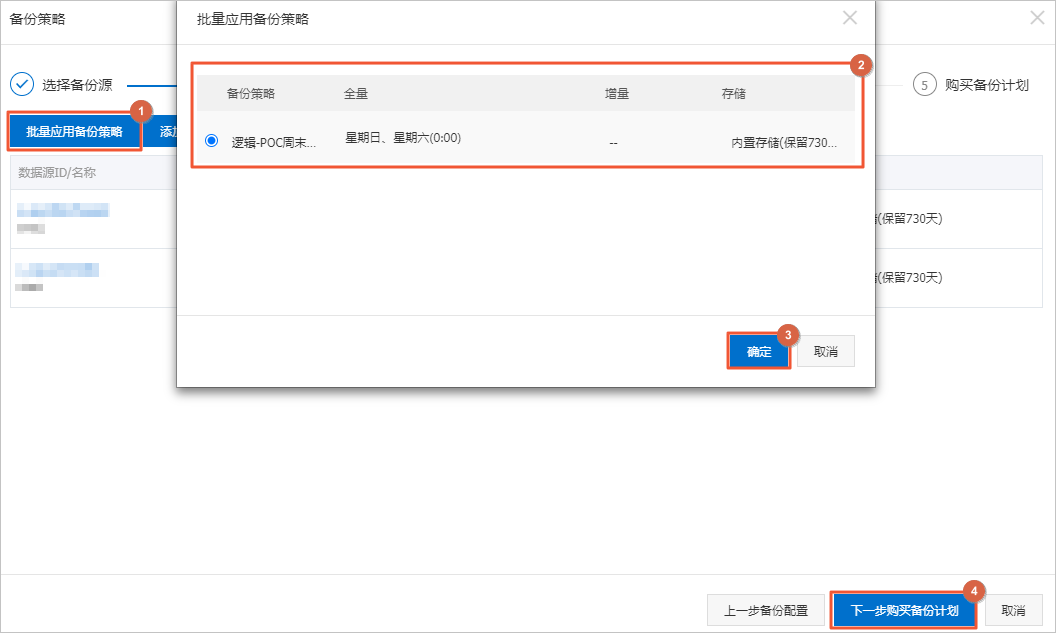 备份策略
批量应用备份策略
选择备份源
5 购买备份计划
1
2
批量应用备份策略
添加
备份策略 全量 增量 存储
逻辑-POC周末... 星期日、星期六(0:00) -- 内置存储(保留730...
数据源ID/名称
(保留730天)
(保留730天)
3
确定 取消
4
上一步备份配置 下一步购买备份计划 取消